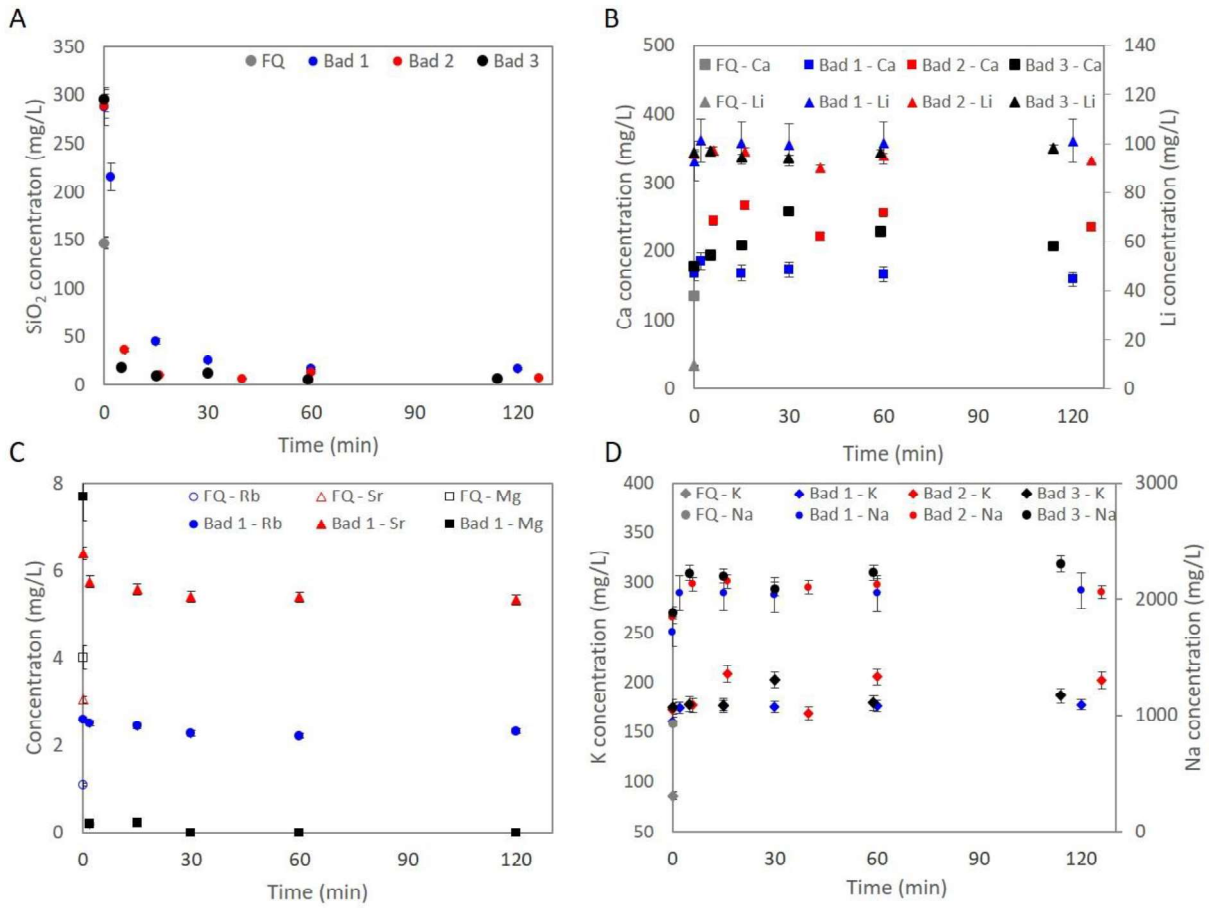 A
SiO2 concentraton (mg/L)
350
300
250
200
150
100
50
0
FQ Bad 1 Bad 2 Bad 3
0 30 60 90 120
Time (min)
B
Ca concentration (mg/L)
500
400
300
200
100
0
FQ - Ca Bad 1 - Ca Bad 2 - Ca Bad 3 - Ca
FQ - Li Bad 1 - Li Bad 2 - Li Bad 3 - Li
140
120
100
80
60
40
20
0
Li concentration (mg/L)
0 30 60 90 120
Time (min)
C
Concentraton (mg/L)
8
6
4
2
0
FQ - Rb FQ - Sr FQ - Mg
Bad 1 - Rb Bad 1 - Sr Bad 1 - Mg
0 30 60 90 120
Time (min)
D
K concentration (mg/L)
400
350
300
250
200
150
100
50
FQ - K Bad 1 - K Bad 2 - K Bad 3 - K
FQ - Na Bad 1 - Na Bad 2 - Na Bad 3 - Na
3000
2000
1000
0
Na concentration (mg/L)
0 30 60 90 120
Time (min)